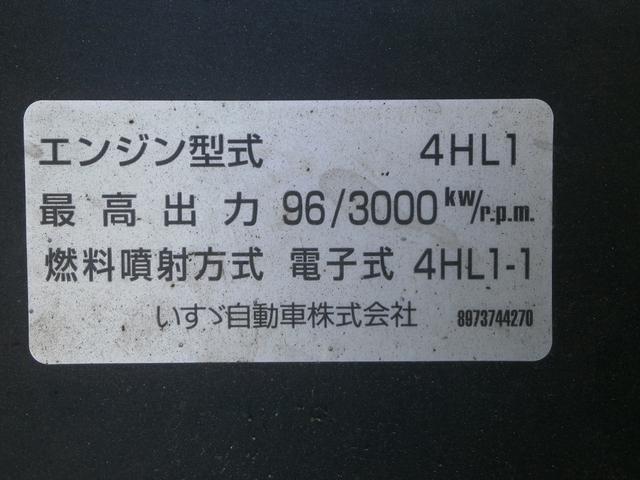 エンジン型式 4HL1
最高出力 96/3000 kw/r.p.m.
燃料噴射方式 電子式 4HL1-1
いすゞ自動車株式会社 8973744270